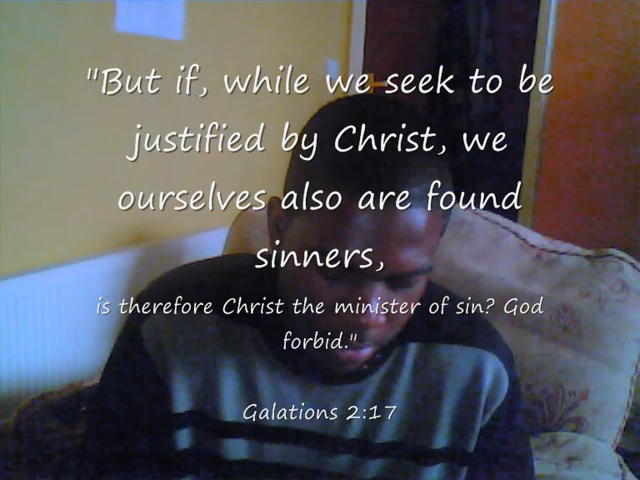 "But if, while we seek to be
justified by Christ, we
ourselves also are found
sinners,
is therefore Christ the minister of sin? God
forbid."
Galations 2:17